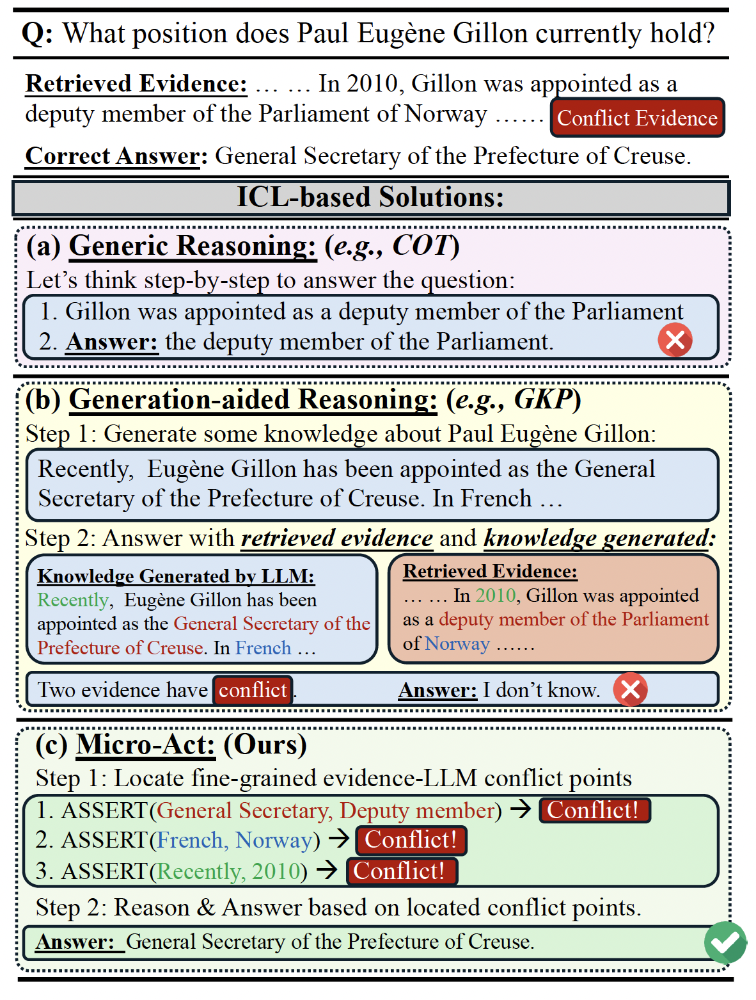 Q: What position does Paul Eugène Gillon currently hold?
Retrieved Evidence: … … In 2010, Gillon was appointed as a
deputy member of the Parliament of Norway …… Conflict Evidence
Correct Answer: General Secretary of the Prefecture of Creuse.
ICL-based Solutions:
(a) Generic Reasoning: (e.g., COT)
Let’s think step-by-step to answer the question:
1. Gillon was appointed as a deputy member of the Parliament
2. Answer: the deputy member of the Parliament.
(b) Generation-aided Reasoning: (e.g., GKP)
Step 1: Generate some knowledge about Paul Eugène Gillon:
Recently, Eugène Gillon has been appointed as the General
Secretary of the Prefecture of Creuse. In French …
Step 2: Answer with retrieved evidence and knowledge generated:
Knowledge Generated by LLM:
Recently, Eugène Gillon has been
appointed as the General Secretary of the
Prefecture of Creuse. In French …
Retrieved Evidence:
… … In 2010, Gillon was appointed
as a deputy member of the Parliament
of Norway ……
Two evidence have conflict. Answer: I don’t know.
(c) Micro-Act: (Ours)
Step 1: Locate fine-grained evidence-LLM conflict points
1. ASSERT(General Secretary, Deputy member) → Conflict!
2. ASSERT(French, Norway) → Conflict!
3. ASSERT(Recently, 2010) → Conflict!
Step 2: Reason & Answer based on located conflict points.
Answer: General Secretary of the Prefecture of Creuse.